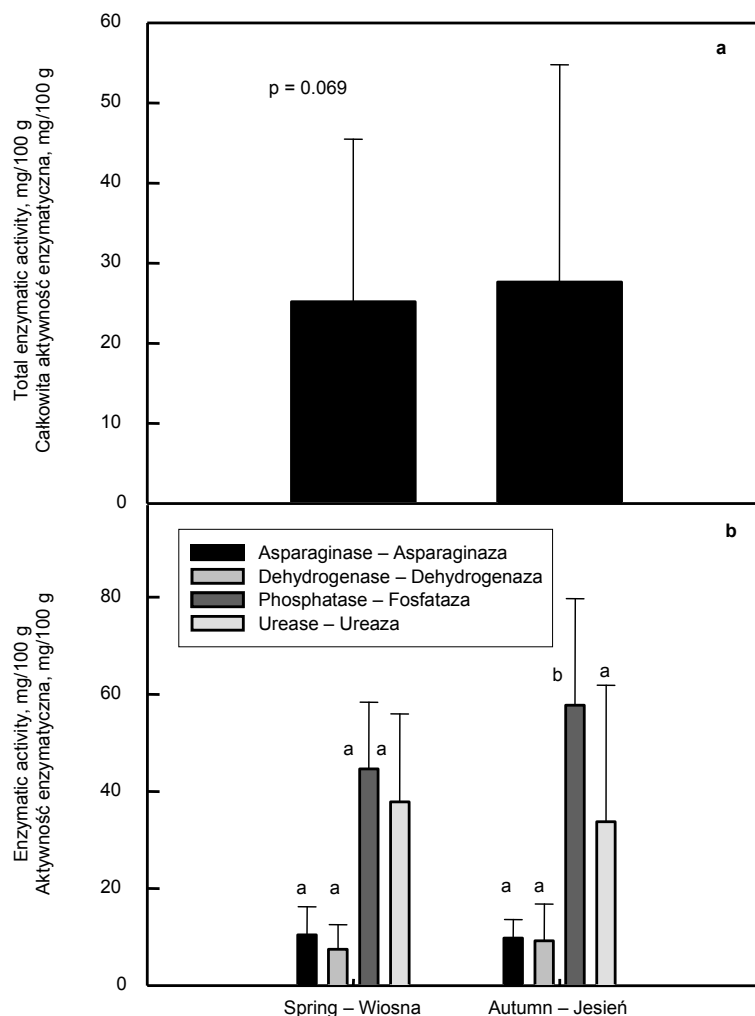 60
a
p = 0.069
50
40
30
20
10
0
Total enzymatic activity, mg/100 g
Całkowita aktywność enzymatyczna, mg/100 g
b
Asparaginase – Asparaginaza
Dehydrogenase – Dehydrogenaza
Phosphatase – Fosfataza
Urease – Ureaza
80
60
40
20
0
b
a
a
a
a
a
a
a
Enzymatic activity, mg/100 g
Aktywność enzymatyczna, mg/100 g
Spring – Wiosna
Autumn – Jesień